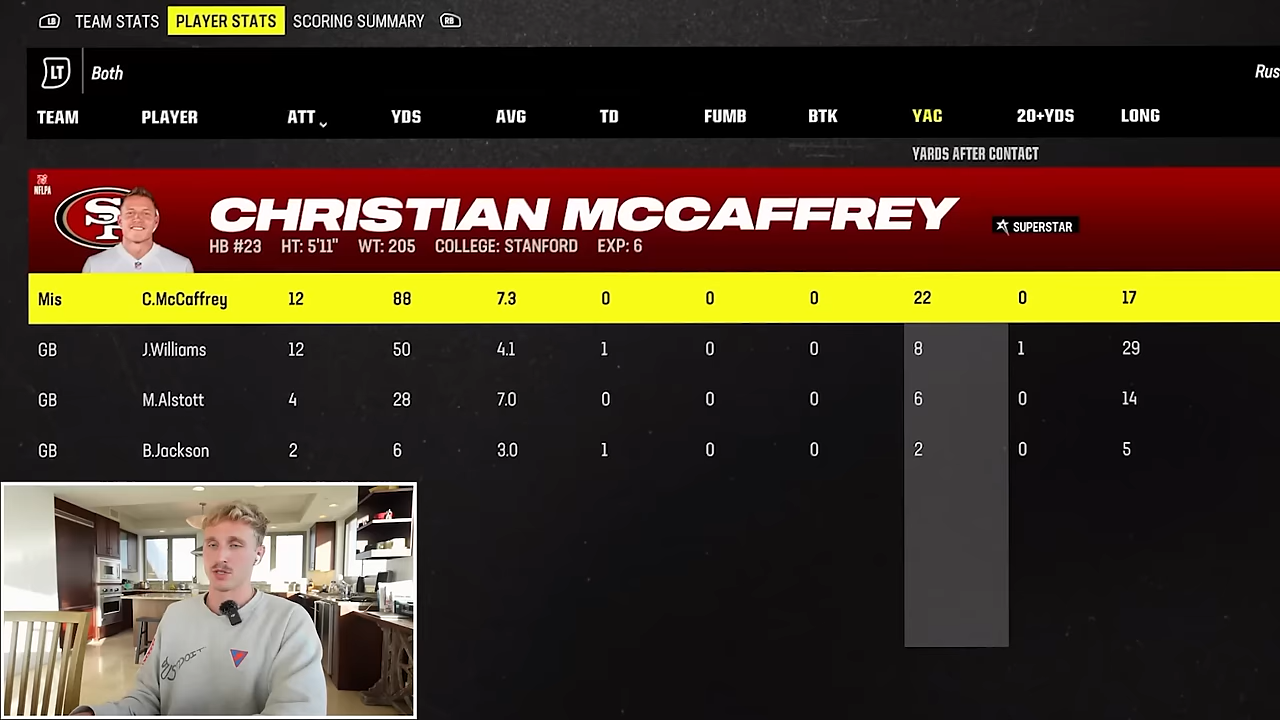 LB TEAM STATS PLAYER STATS SCORING SUMMARY RB
LT Both Rus
TEAM PLAYER ATT YDS AVG TD FUMB BTK YAC 20+YDS LONG
YARDS AFTER CONTACT
NFLPA
SF
CHRISTIAN MCCAFFREY
SUPERSTAR
HB #23 HT: 5'11" WT: 205 COLLEGE: STANFORD EXP: 6
Mis C.McCaffrey 12 88 7.3 0 0 0 22 0 17
GB J.Williams 12 50 4.1 1 0 0 8 1 29
GB M.Alstott 4 28 7.0 0 0 0 6 0 14
GB B.Jackson 2 6 3.0 1 0 0 2 0 5